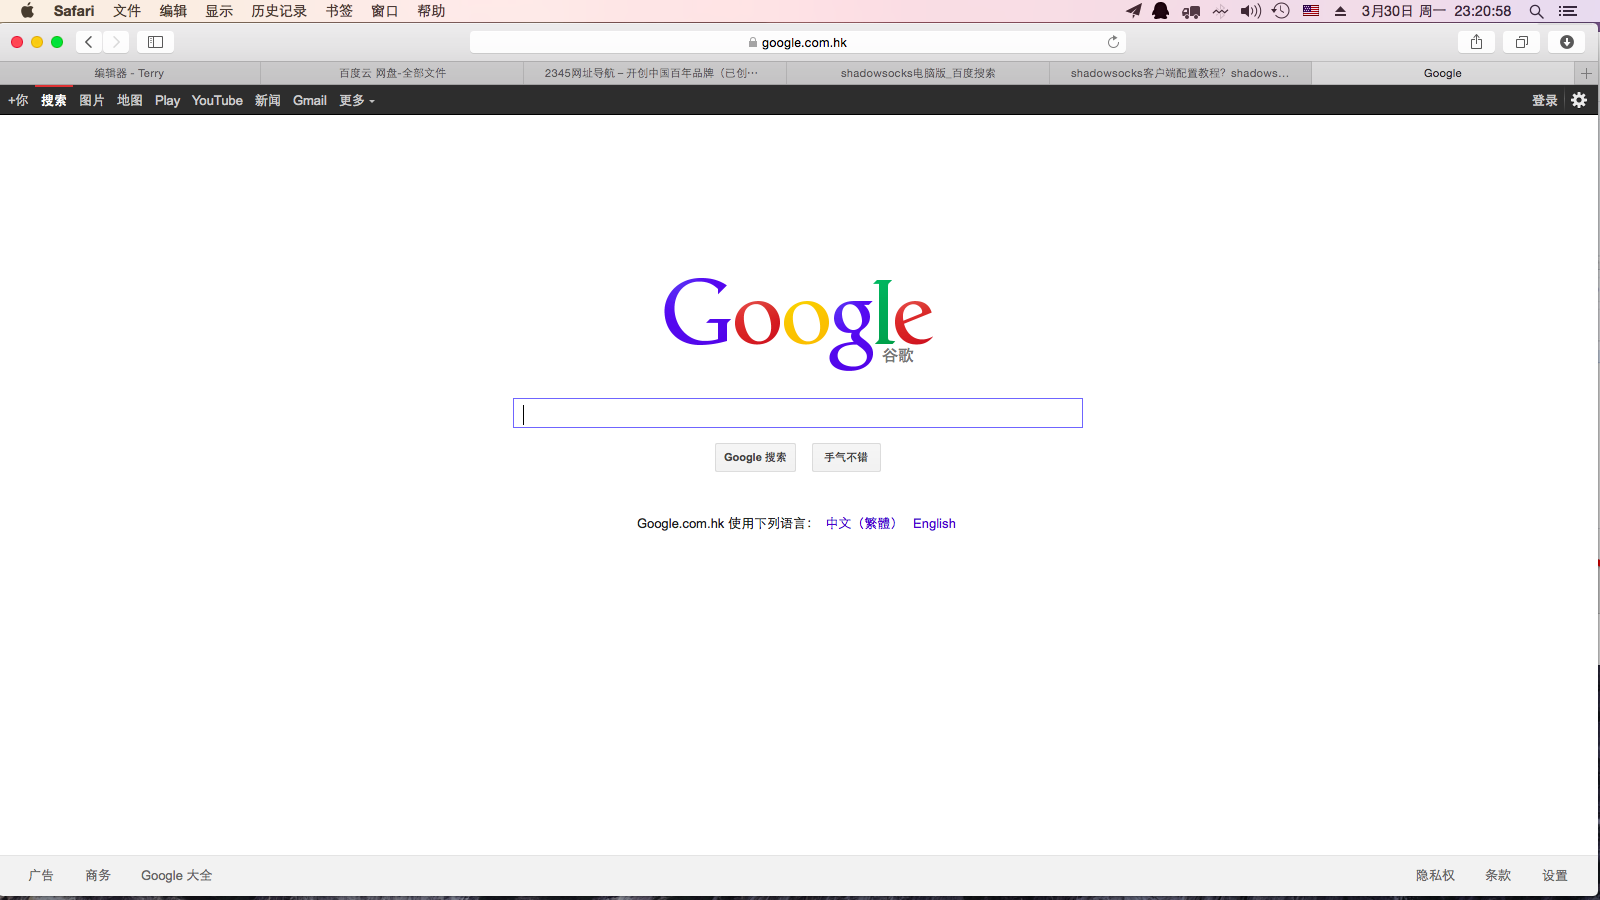 Safari 文件 编辑 显示 历史记录 书签 窗口 帮助 3月30日 周一 23:20:58
google.com.hk
编辑器 - Terry 百度云 网盘-全部文件 2345网址导航 – 开创中国百年品牌（已创… shadowsocks电脑版_百度搜索 shadowsocks客户端配置教程？shadows... Google
+你 搜索 图片 地图 Play YouTube 新闻 Gmail 更多 登录
Google
谷歌
Google 搜索 手气不错
Google.com.hk 使用下列语言： 中文（繁體） English
广告 商务 Google 大全 隐私权 条款 设置